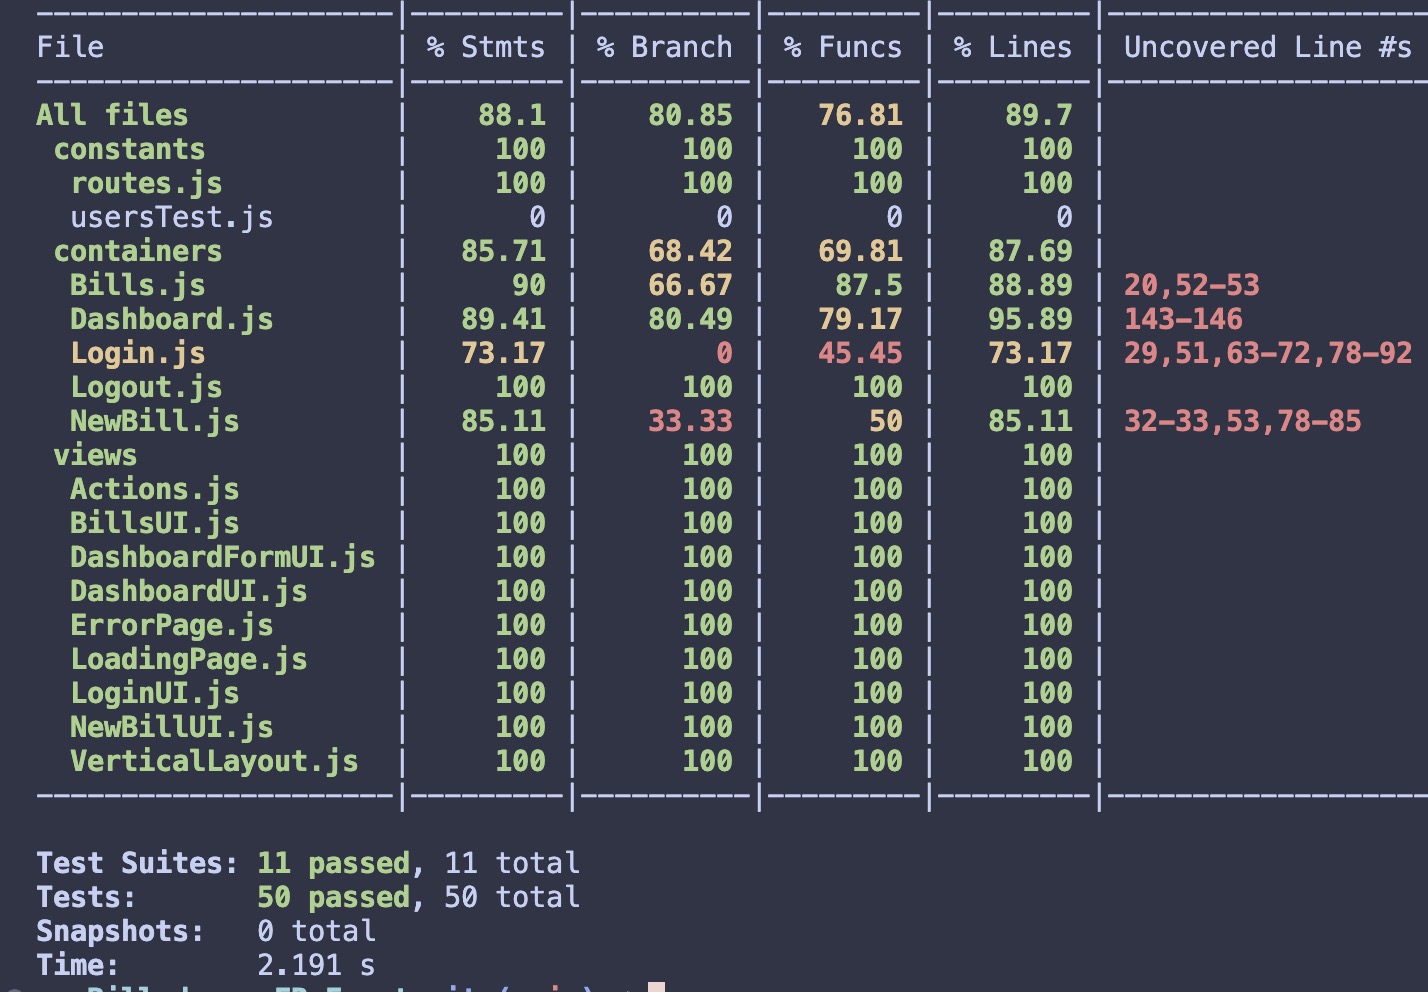 File | % Stmts | % Branch | % Funcs | % Lines | Uncovered Line #s
All files | 88.1 | 80.85 | 76.81 | 89.7 |
constants | 100 | 100 | 100 | 100 |
routes.js | 100 | 100 | 100 | 100 |
usersTest.js | 0 | 0 | 0 | 0 |
containers | 85.71 | 68.42 | 69.81 | 87.69 |
Bills.js | 90 | 66.67 | 87.5 | 88.89 | 20,52-53
Dashboard.js | 89.41 | 80.49 | 79.17 | 95.89 | 143-146
Login.js | 73.17 | 0 | 45.45 | 73.17 | 29,51,63-72,78-92
Logout.js | 100 | 100 | 100 | 100 |
NewBill.js | 85.11 | 33.33 | 50 | 85.11 | 32-33,53,78-85
views | 100 | 100 | 100 | 100 |
Actions.js | 100 | 100 | 100 | 100 |
BillsUI.js | 100 | 100 | 100 | 100 |
DashboardFormUI.js | 100 | 100 | 100 | 100 |
DashboardUI.js | 100 | 100 | 100 | 100 |
ErrorPage.js | 100 | 100 | 100 | 100 |
LoadingPage.js | 100 | 100 | 100 | 100 |
LoginUI.js | 100 | 100 | 100 | 100 |
NewBillUI.js | 100 | 100 | 100 | 100 |
VerticalLayout.js | 100 | 100 | 100 | 100 |
Test Suites: 11 passed, 11 total
Tests: 50 passed, 50 total
Snapshots: 0 total
Time: 2.191 s